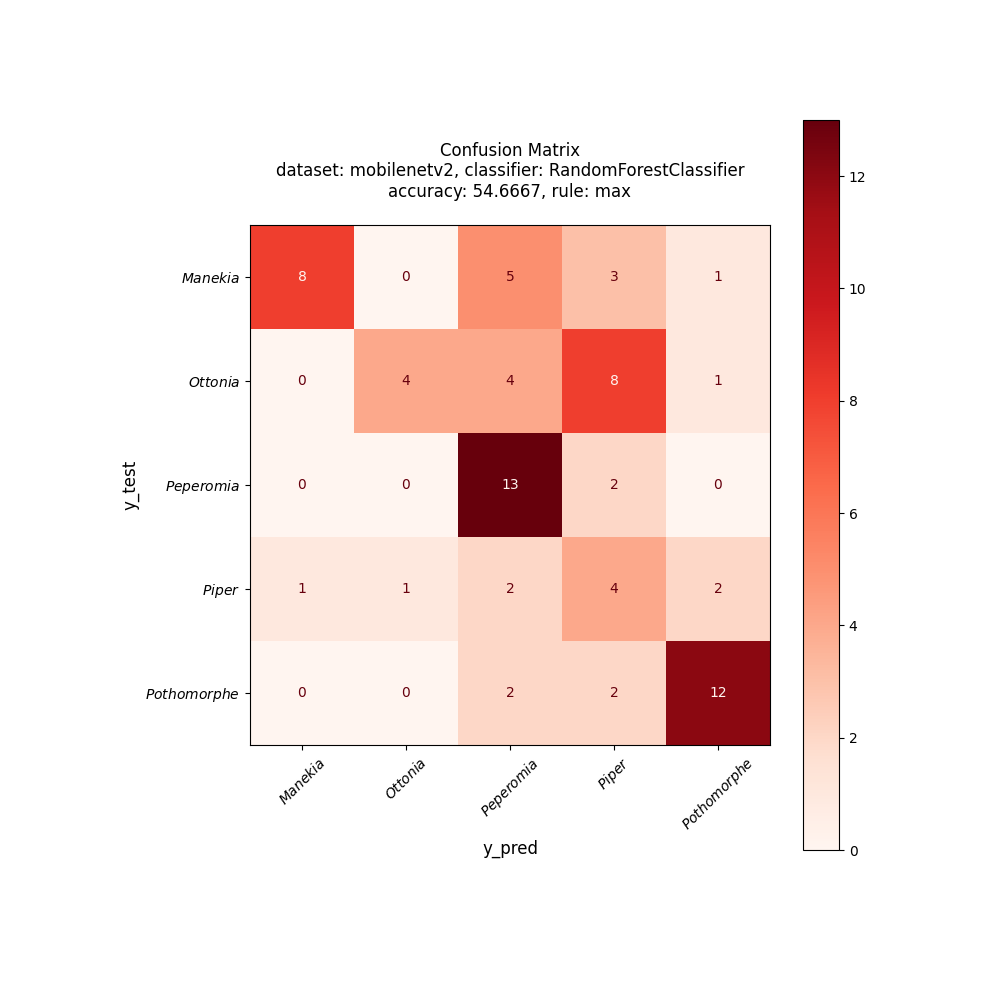 Confusion Matrix
dataset: mobilenetv2, classifier: RandomForestClassifier
accuracy: 54.6667, rule: max
Manekia 8 0 5 3 1
Ottonia 0 4 4 8 1
Peperomia 0 0 13 2 0
Piper 1 1 2 4 2
Pothomorphe 0 0 2 2 12
y_test
Manekia Ottonia Peperomia Piper Pothomorphe
y_pred
12
10
8
6
4
2
0